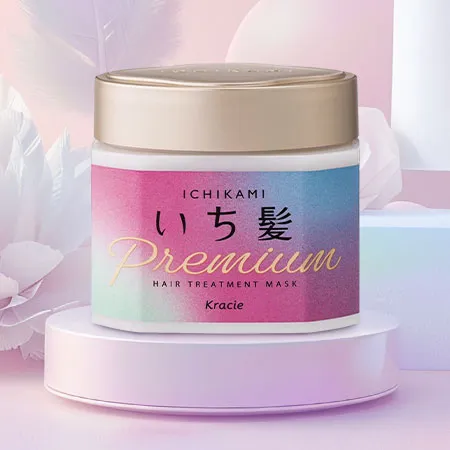 ICHIKAMI
いち髪
Premium
HAIR TREATMENT MASK
Kracie